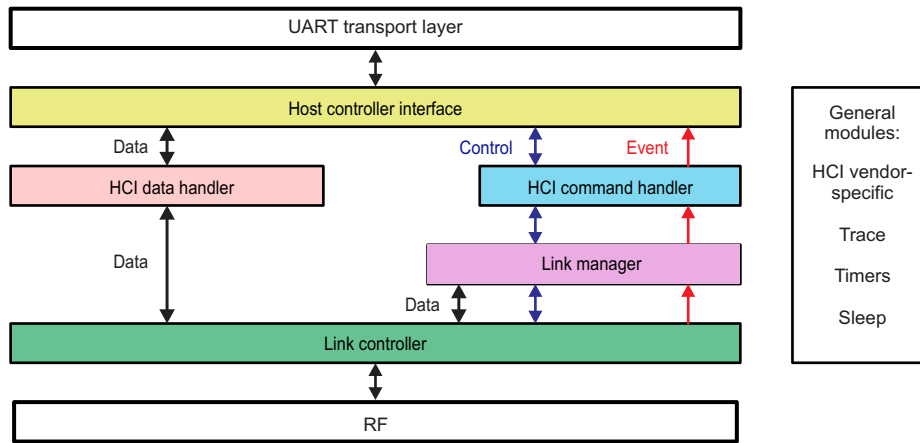 UART transport layer
Host controller interface
Data
Control
Event
HCI data handler
HCI command handler
Data
Link manager
Data
Link controller
RF
General
modules:
HCI vendor-
specific
Trace
Timers
Sleep